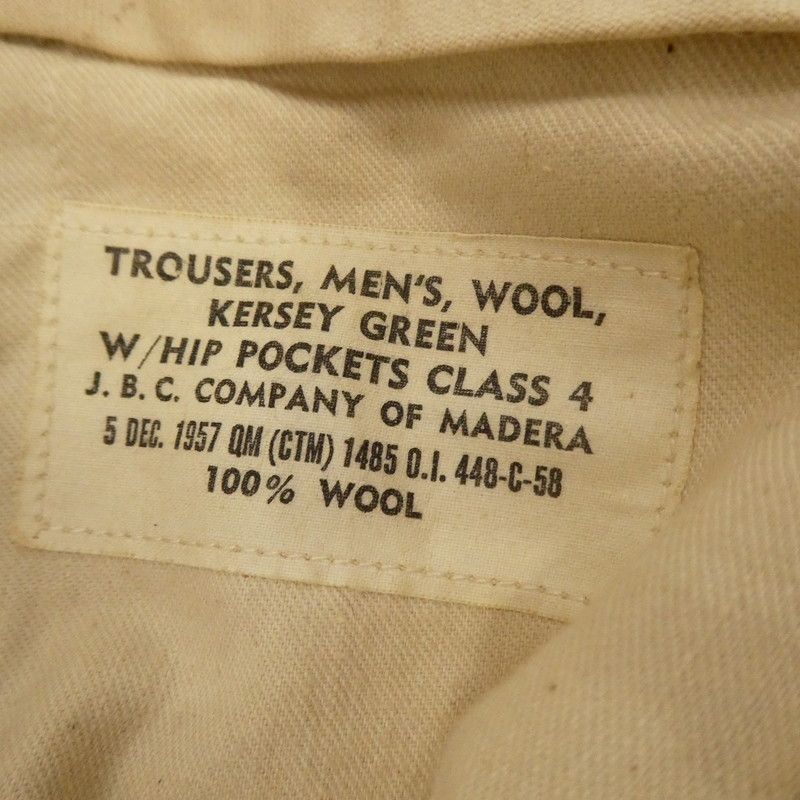 TROUSERS, MEN'S, WOOL,
KERSEY GREEN
W/HIP POCKETS CLASS 4
J. B. C. COMPANY OF MADERA
5 DEC. 1957 QM (CTM) 1485 O.I. 448-C-58
100% WOOL